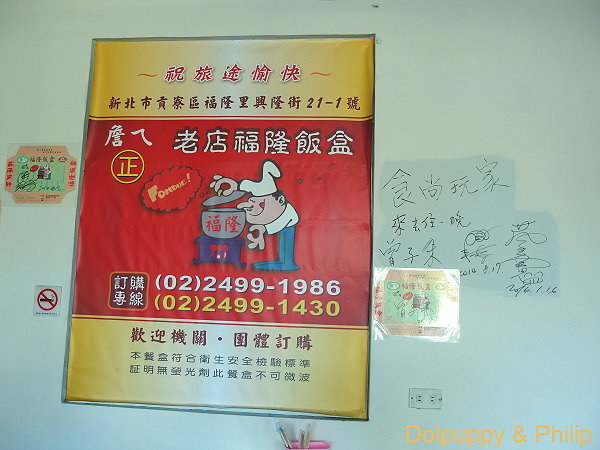 ～祝旅途愉快～
新北市貢寮區福隆里興隆街21-1號
詹ㄟ
正
老店福隆飯盒
FONDUE!
福隆
訂購
專線
(02)2499-1986
(02)2499-1430
歡迎機關・團體訂購
本餐盒符合衛生安全檢驗標準
証明無螢光劑此餐盒不可微波
福隆飯盒
食尚玩家
來去住一晚
曾子余
2014.8.17
2016.1.16
福隆飯盒
Dolpuppy & Philip